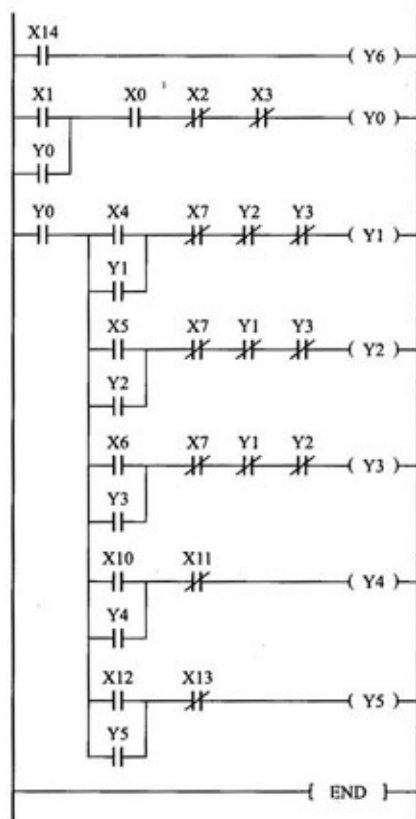 X14
( Y6 )
X1 X0 X2 X3
( Y0 )
Y0
Y0 X4 X7 Y2 Y3
( Y1 )
Y1
X5 X7 Y1 Y3
( Y2 )
Y2
X6 X7 Y1 Y2
( Y3 )
Y3
X10 X11
( Y4 )
Y4
X12 X13
( Y5 )
Y5
[ END ]